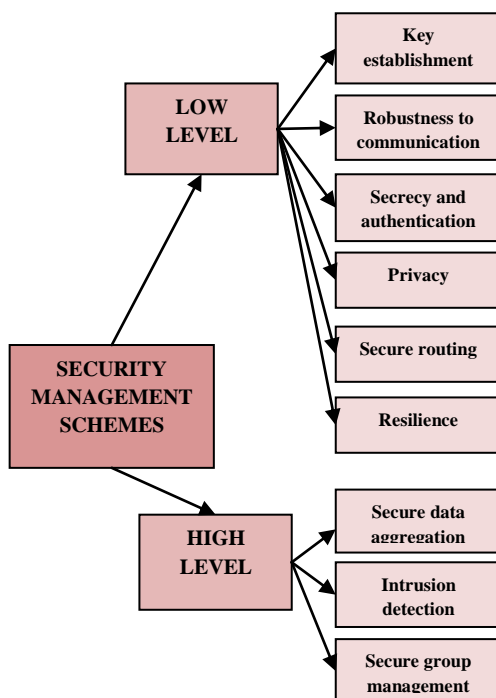 Key
establishment
LOW
LEVEL
Robustness to
communication
Secrecy and
authentication
Privacy
Secure routing
SECURITY
MANAGEMENT
SCHEMES
Resilience
HIGH
LEVEL
Secure data
aggregation
Intrusion
detection
Secure group
management